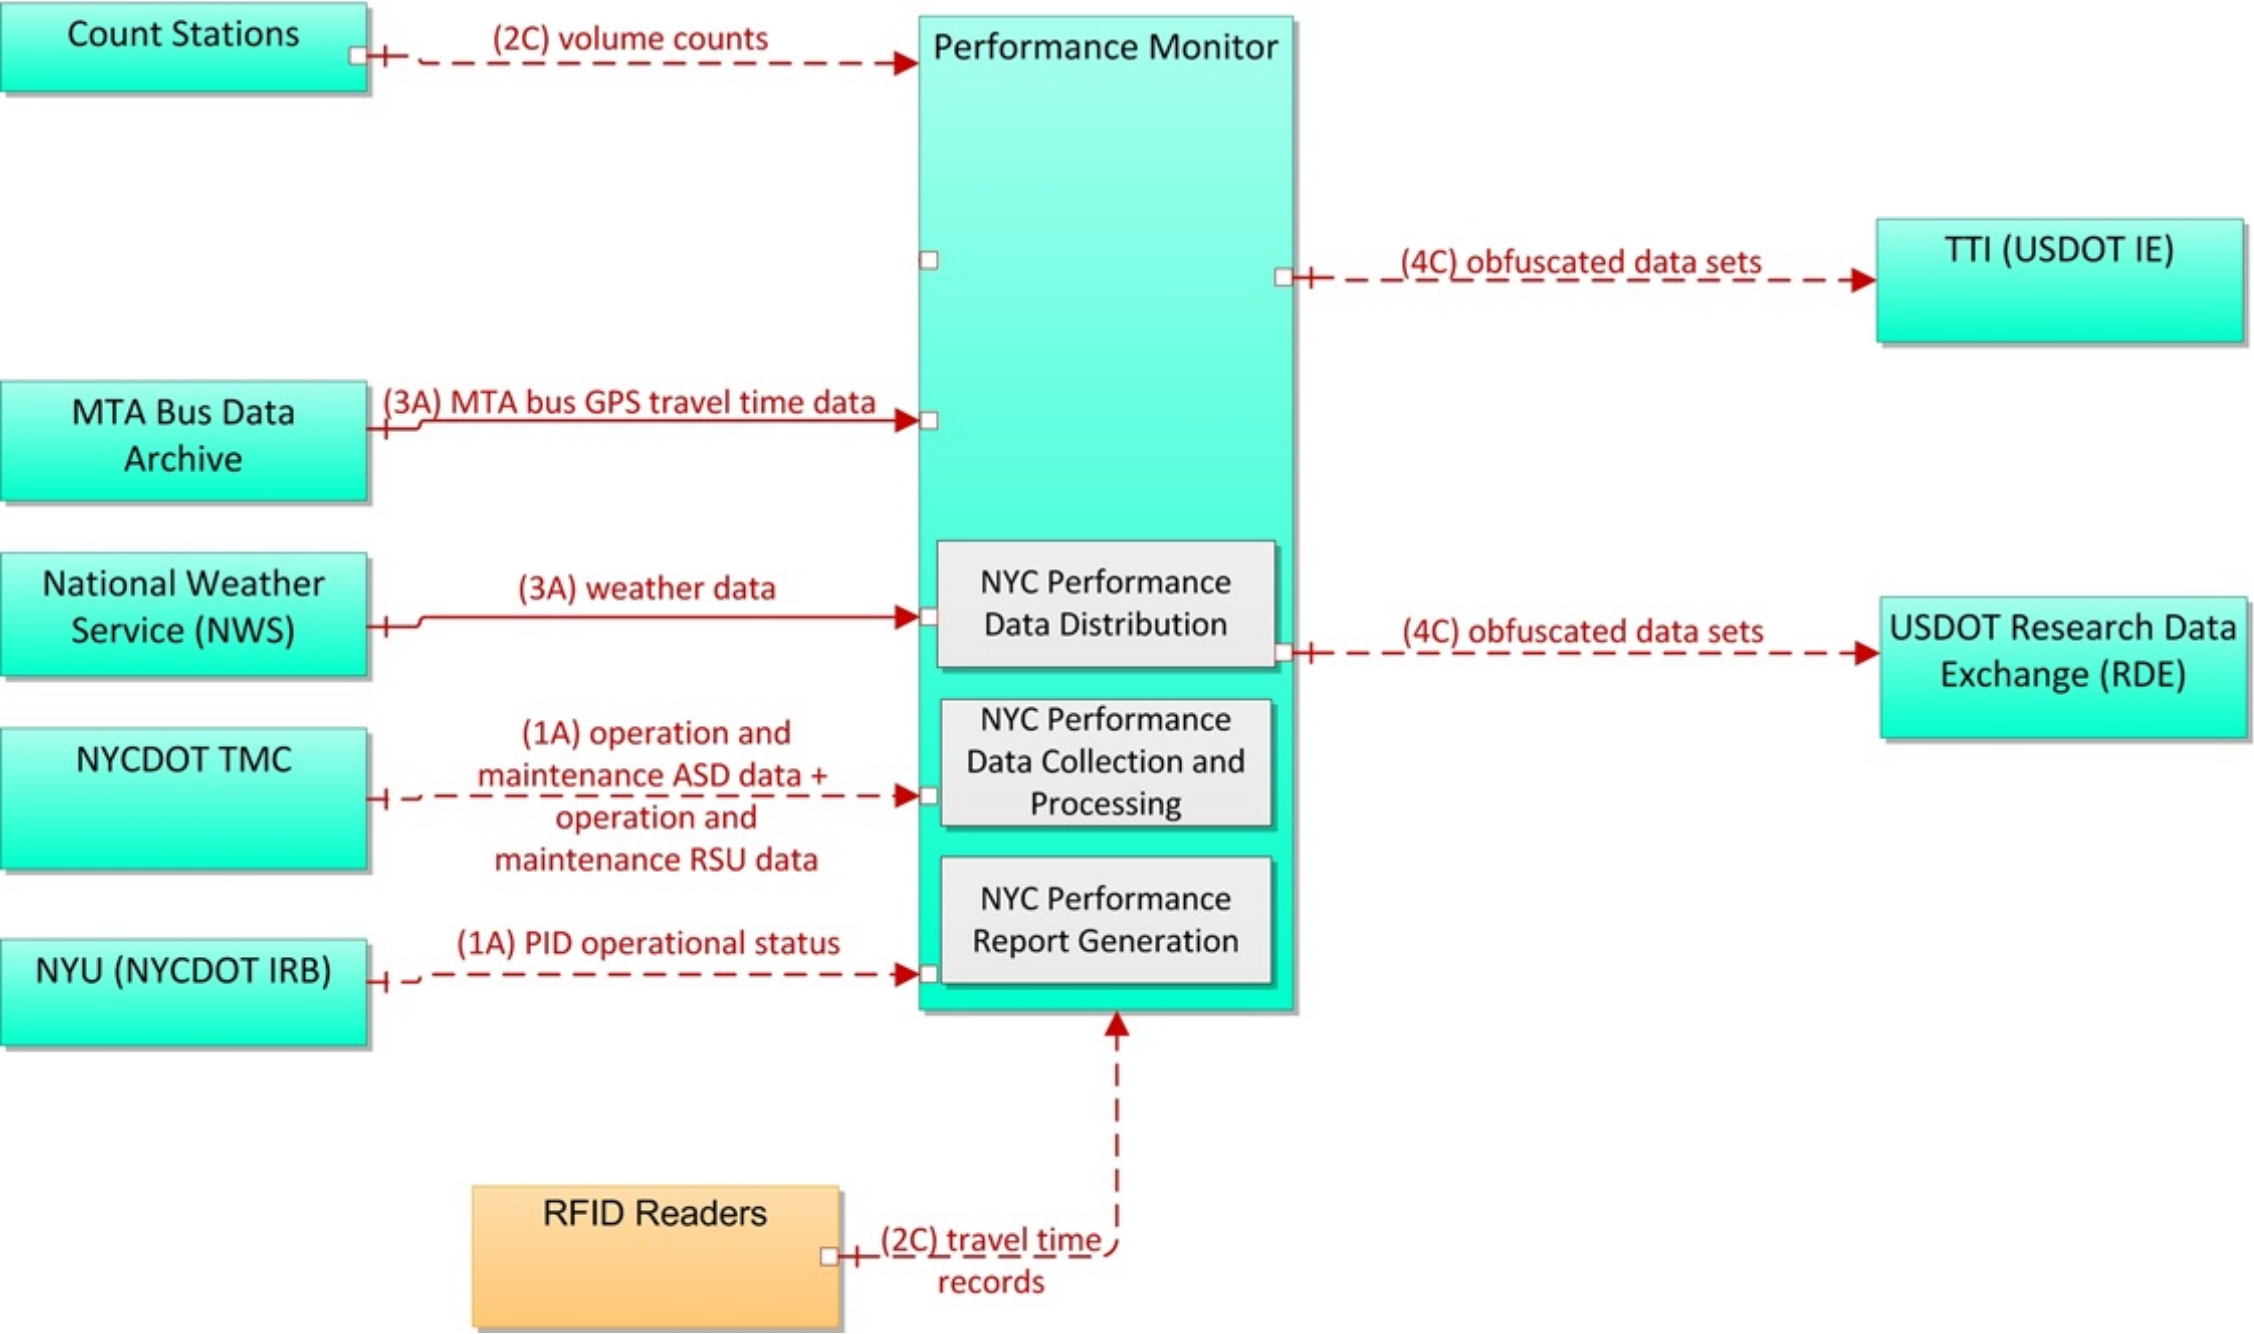 Count Stations
(2C) volume counts
Performance Monitor
TTI (USDOT IE)
(4C) obfuscated data sets
MTA Bus Data
Archive
(3A) MTA bus GPS travel time data
National Weather
Service (NWS)
(3A) weather data
NYC Performance
Data Distribution
(4C) obfuscated data sets
USDOT Research Data
Exchange (RDE)
NYCDOT TMC
(1A) operation and
maintenance ASD data +
operation and
maintenance RSU data
NYC Performance
Data Collection and
Processing
NYU (NYCDOT IRB)
(1A) PID operational status
NYC Performance
Report Generation
RFID Readers
(2C) travel time
records